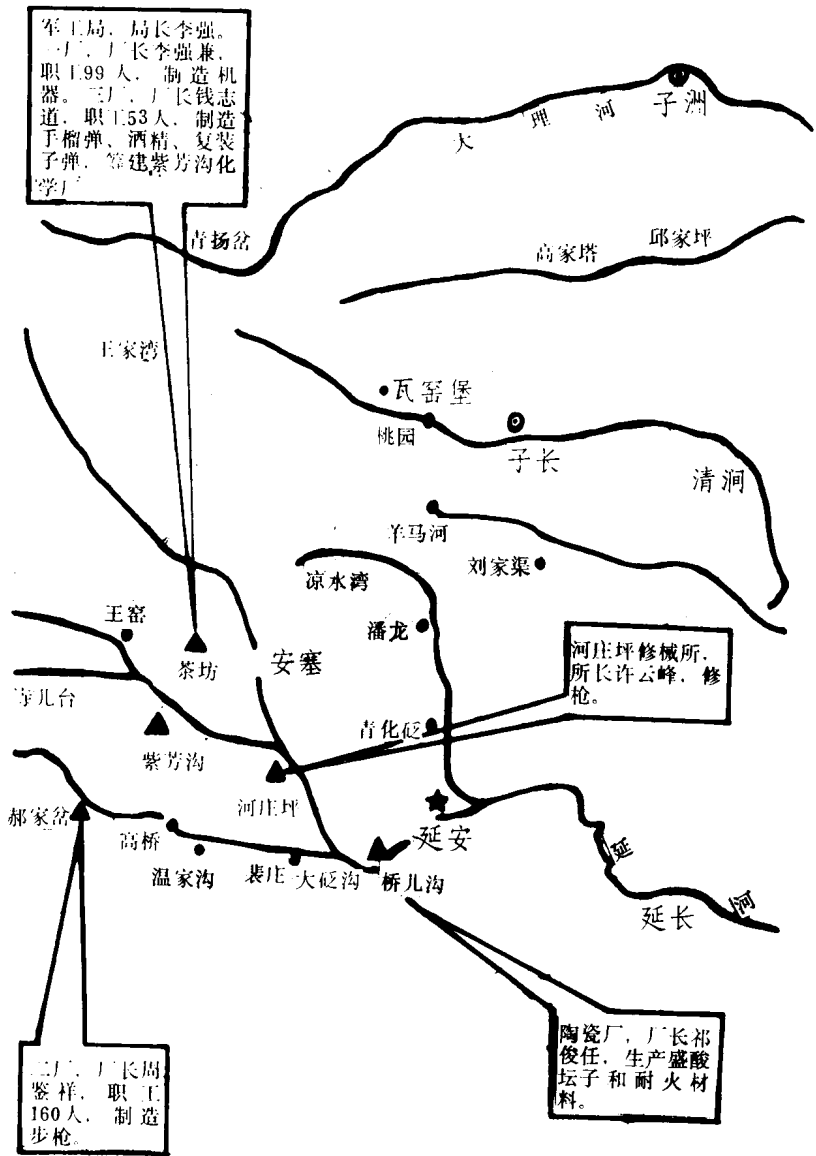 军工局，局长李强。
一厂，厂长李强兼，
职工99人，制造机
器。三厂，厂长钱志
道，职工53人，制造
手榴弹、酒精、复装
子弹，筹建紫芳沟化
学厂
子洲
大理河
青扬岔
高家塔
邱家坪
王家湾
瓦窑堡
桃园
子长
清涧
羊马河
刘家渠
凉水湾
王窑
潘龙
茶坊
安塞
河庄坪修械所，
所长许云峰，修
枪。
寺儿台
紫芳沟
青化砭
河庄坪
郝家岔
高桥
延安
温家沟
裴庄
大砭沟
桥儿沟
延河
延长
二厂，厂长周
鉴祥，职工
160人，制造
步枪。
陶瓷厂，厂长祁
俊任，生产盛酸
坛子和耐火材
料。